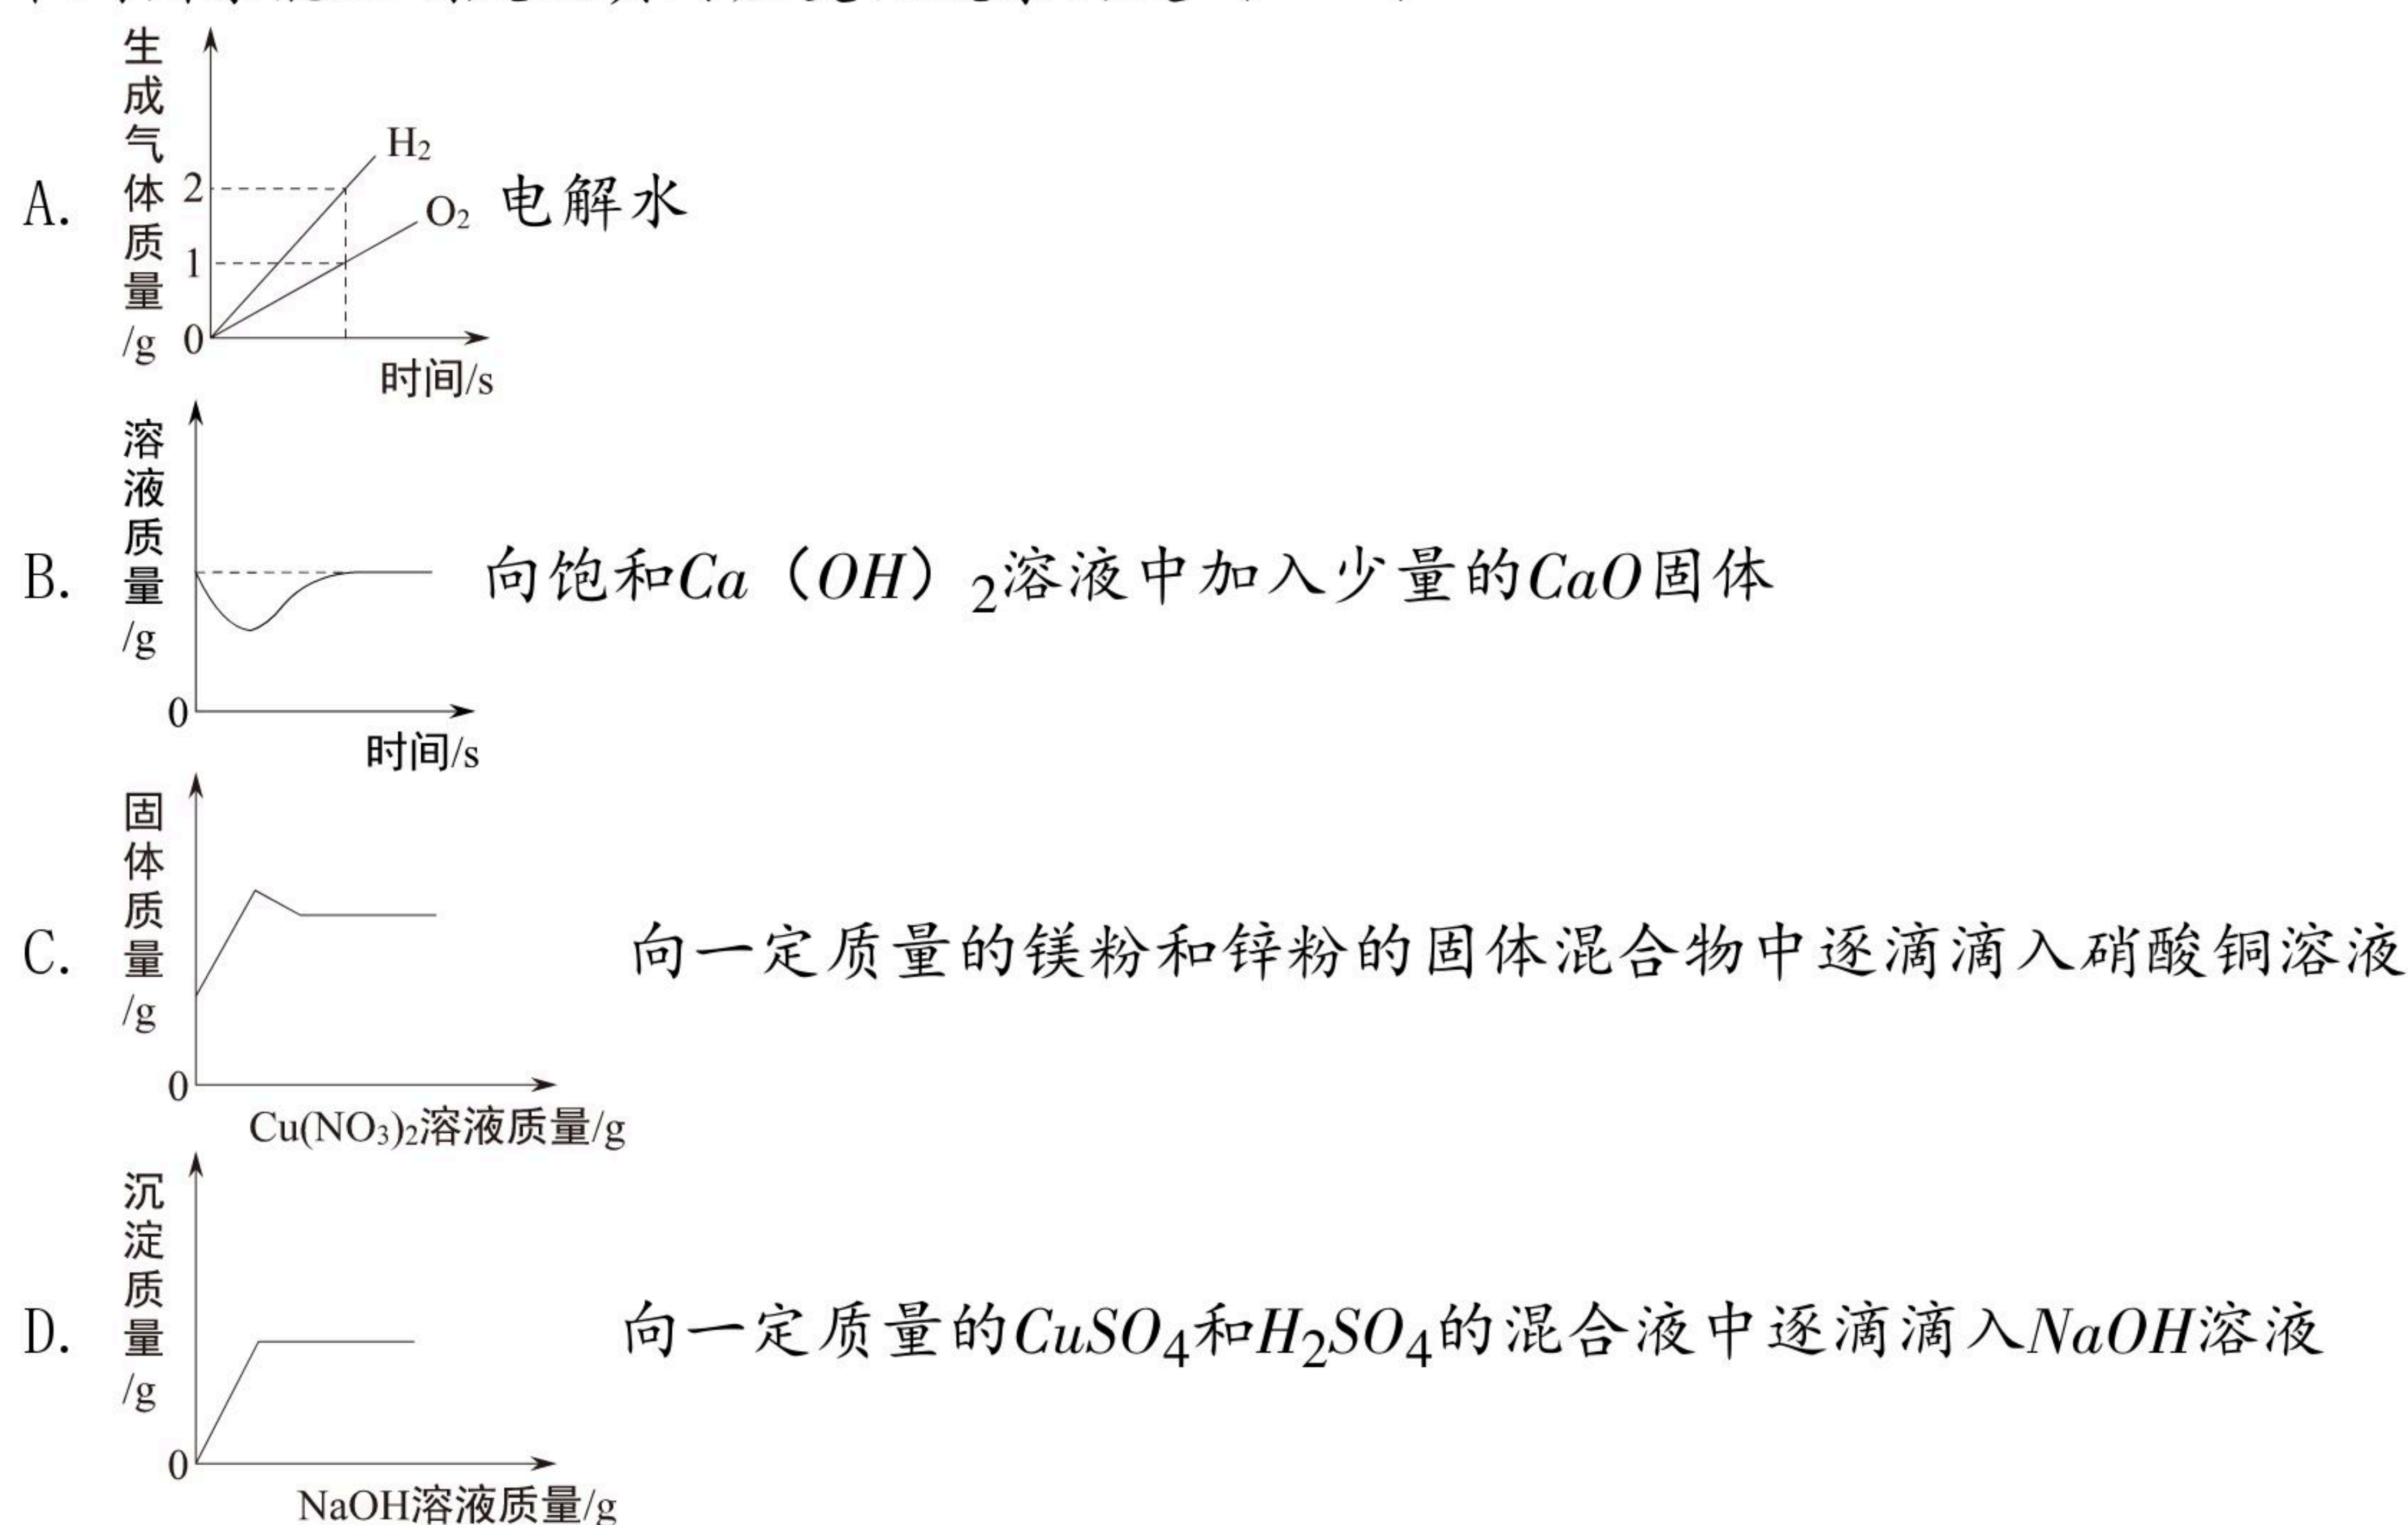 A.
生成气体质量/g
2
1
0
H₂
O₂
时间/s
电解水
B.
溶液质量/g
0
时间/s
向饱和Ca（OH）₂溶液中加入少量的CaO固体
C.
固体质量/g
0
Cu(NO₃)₂溶液质量/g
向一定质量的镁粉和锌粉的固体混合物中逐滴滴入硝酸铜溶液
D.
沉淀质量/g
0
NaOH溶液质量/g
向一定质量的CuSO₄和H₂SO₄的混合液中逐滴滴入NaOH溶液